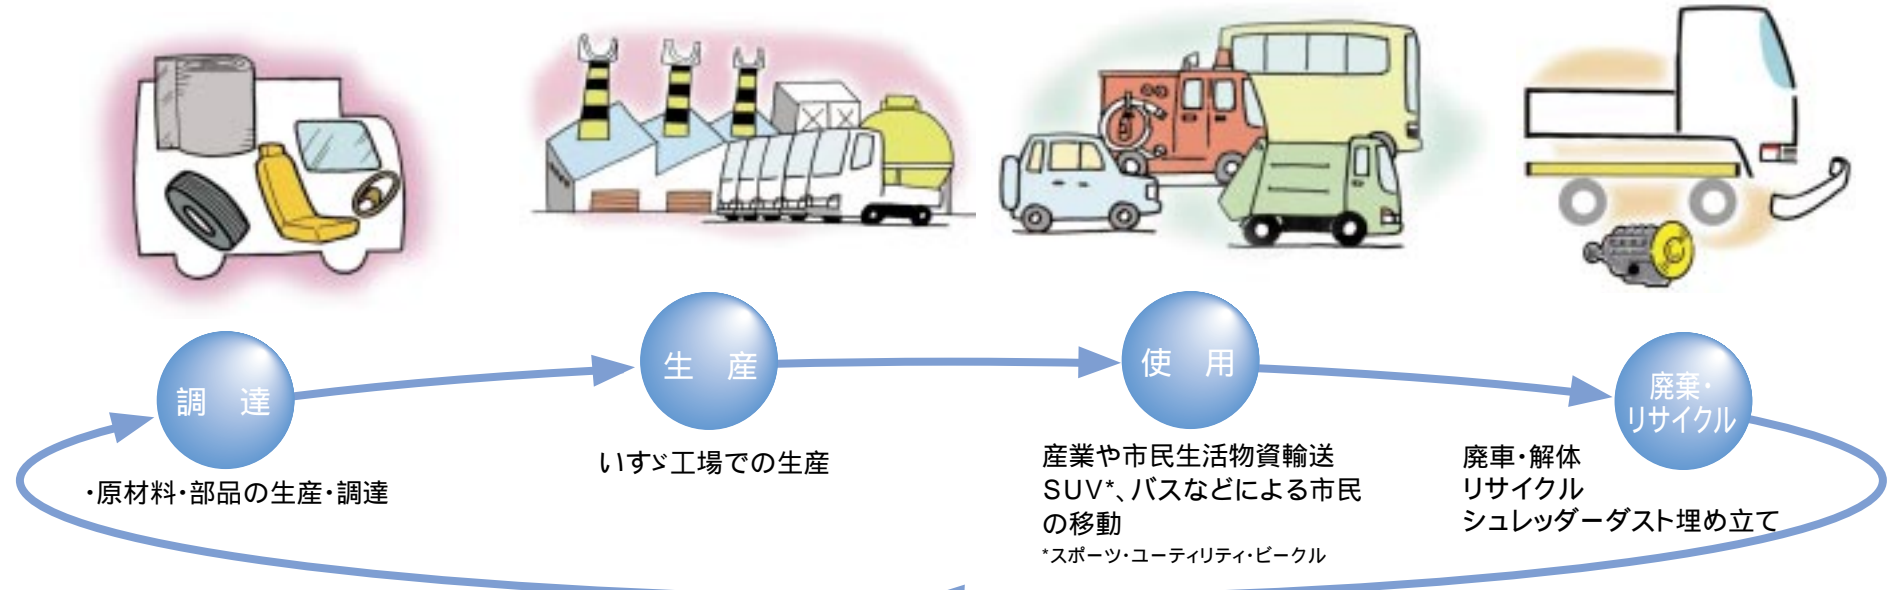 調　達
生　産
使　用
廃棄・
リサイクル
・原材料・部品の生産・調達
いすゞ工場での生産
産業や市民生活物資輸送
SUV*、バスなどによる市民
の移動
*スポーツ・ユーティリティ・ビークル
廃車・解体
リサイクル
シュレッダーダスト埋め立て